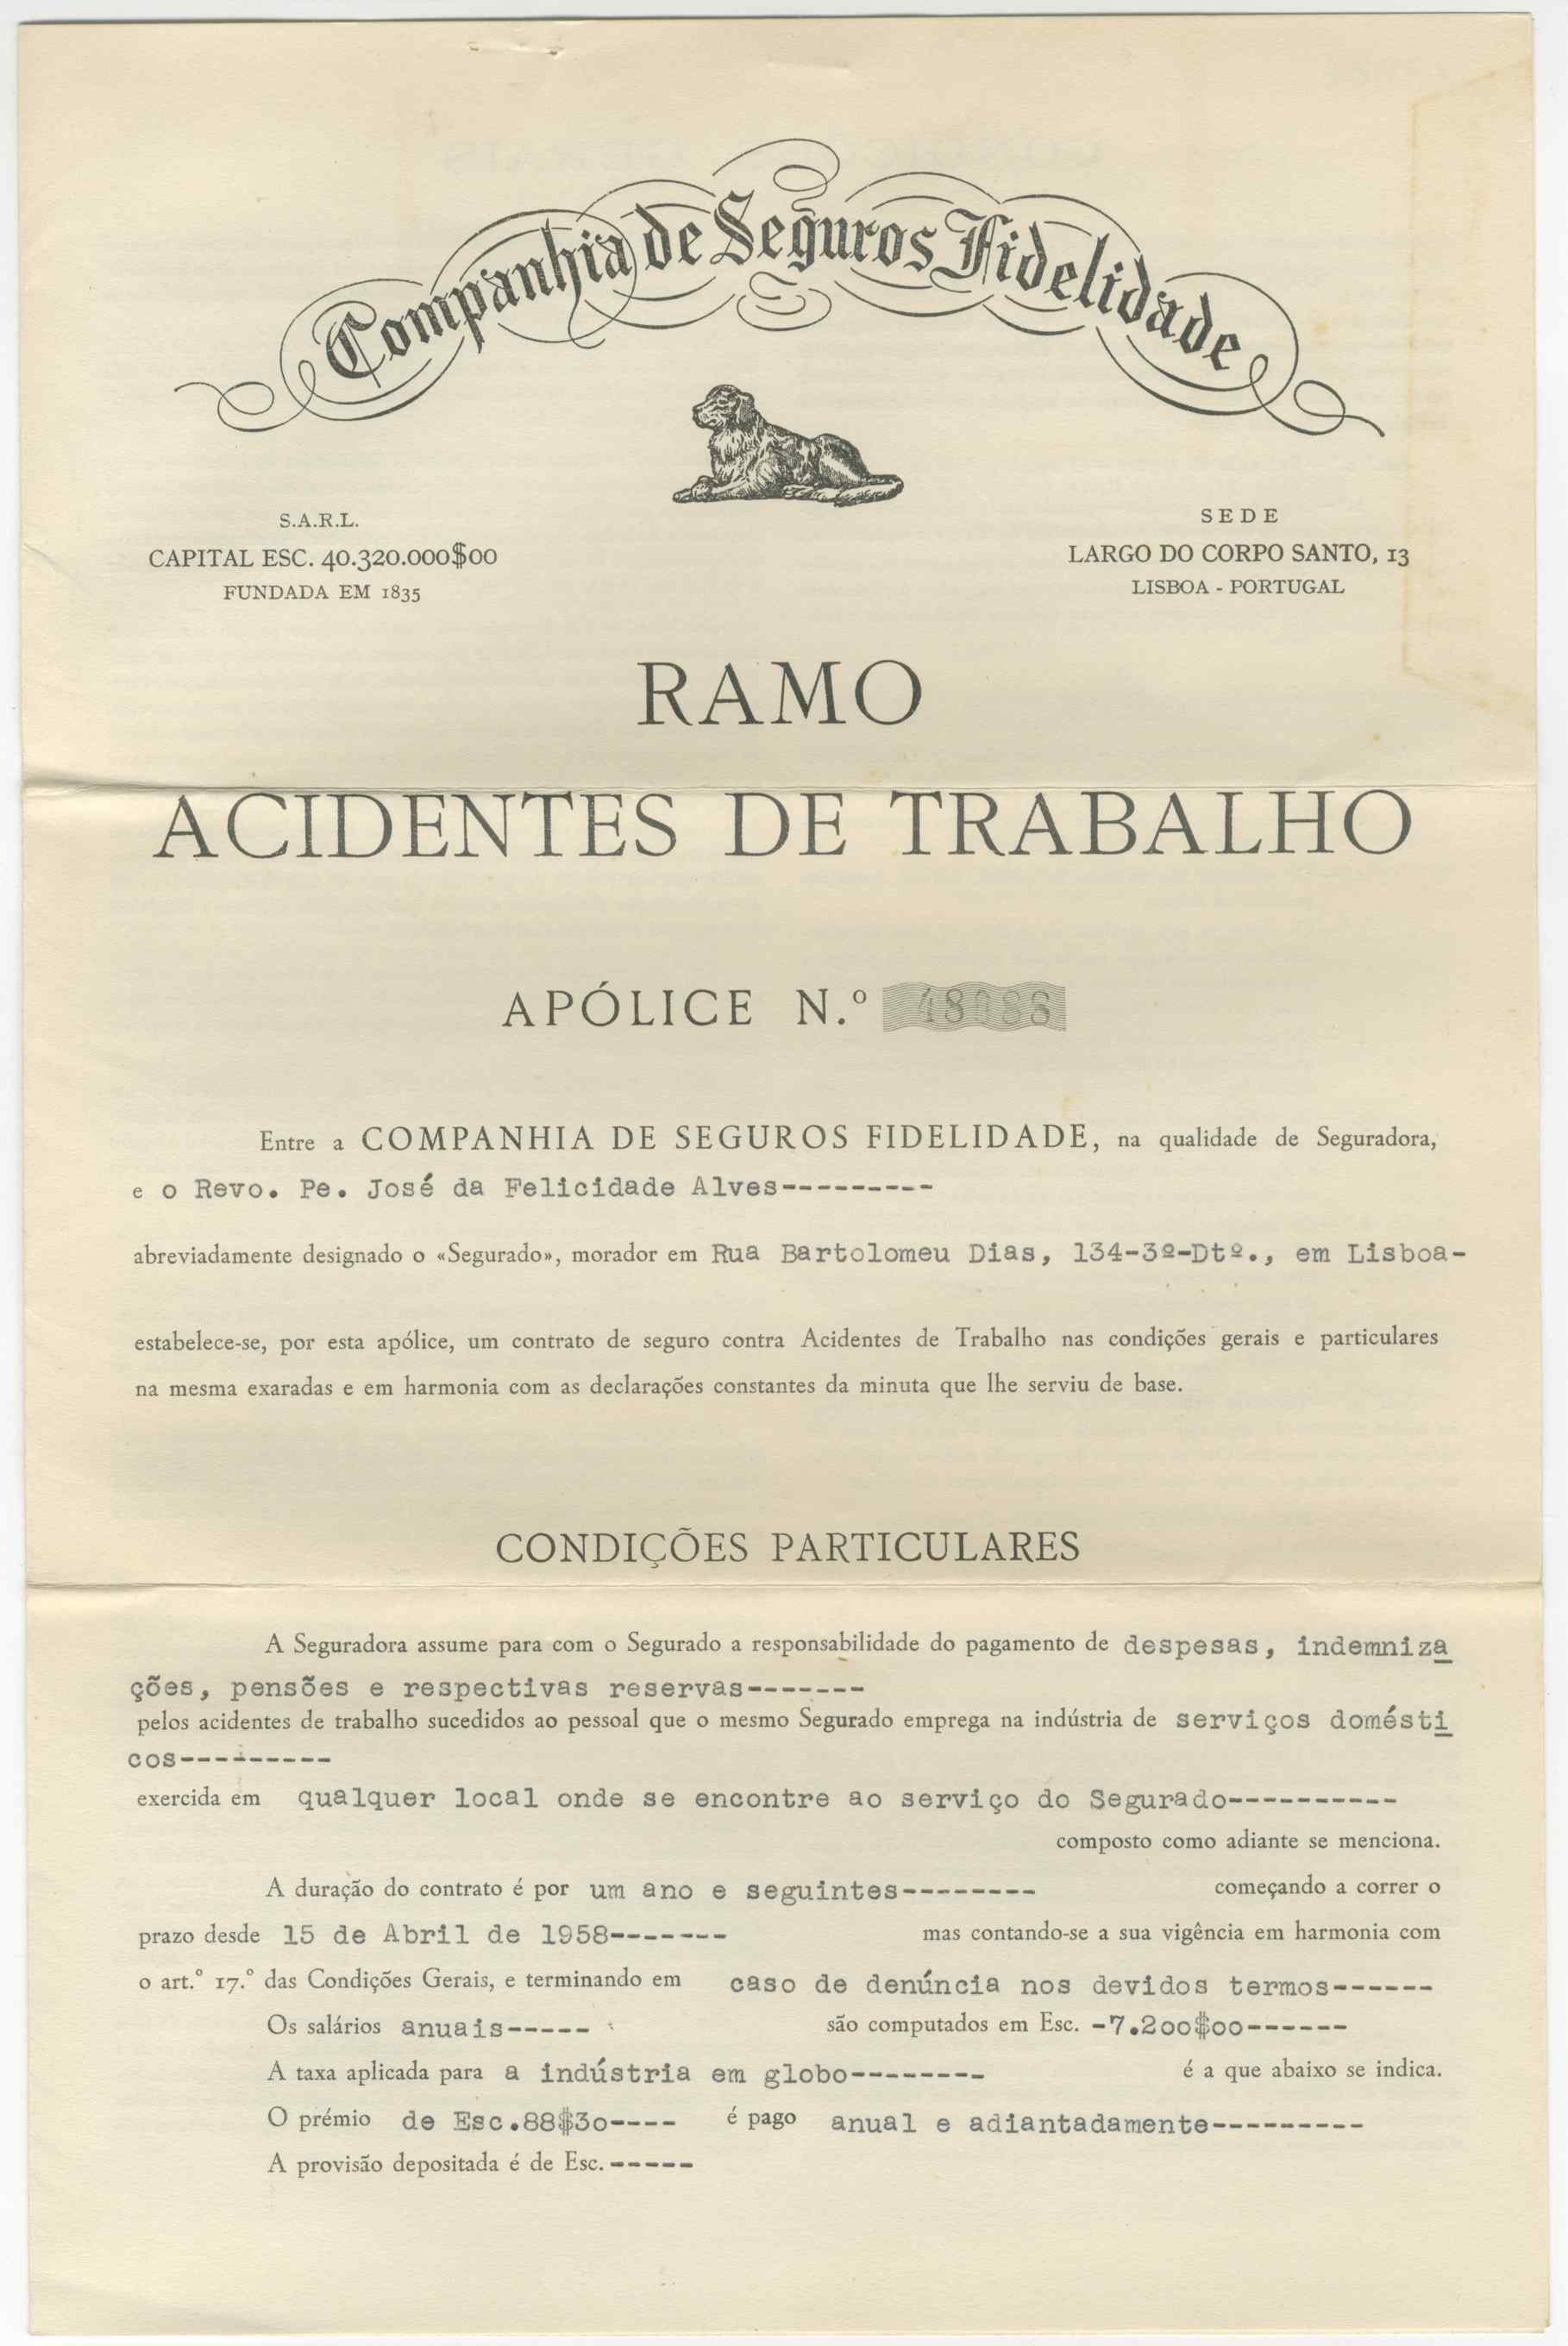 Companhia de Seguros Fidelidade
S.A.R.L.
CAPITAL ESC. 40.320.000$00
FUNDADA EM 1835
SEDE
LARGO DO CORPO SANTO, 13
LISBOA - PORTUGAL
RAMO
ACIDENTES DE TRABALHO
APÓLICE N.º
Entre a COMPANHIA DE SEGUROS FIDELIDADE, na qualidade de Seguradora,
e o Revo. Pe. José da Felicidade Alves----------
abreviadamente designado o «Segurado», morador em Rua Bartolomeu Dias, 134-3º-Dtº., em Lisboa-
estabelece-se, por esta apólice, um contrato de seguro contra Acidentes de Trabalho nas condições gerais e particulares
na mesma exaradas e em harmonia com as declarações constantes da minuta que lhe serviu de base.
CONDIÇÕES PARTICULARES
A Seguradora assume para com o Segurado a responsabilidade do pagamento de despesas, indemniza
ções, pensões e respectivas reservas-------
pelos acidentes de trabalho sucedidos ao pessoal que o mesmo Segurado emprega na indústria de serviços domésti
cos---------
exercida em qualquer local onde se encontre ao serviço do Segurado----------
composto como adiante se menciona.
A duração do contrato é por um ano e seguintes-------- começando a correr o
prazo desde 15 de Abril de 1958------- mas contando-se a sua vigência em harmonia com
o art.º 17.º das Condições Gerais, e terminando em caso de denúncia nos devidos termos------
Os salários anuais----- são computados em Esc. -7.200$00------
A taxa aplicada para a indústria em globo-------- é a que abaixo se indica.
O prémio de Esc.88$30---- é pago anual e adiantadamente---------
A provisão depositada é de Esc. -----